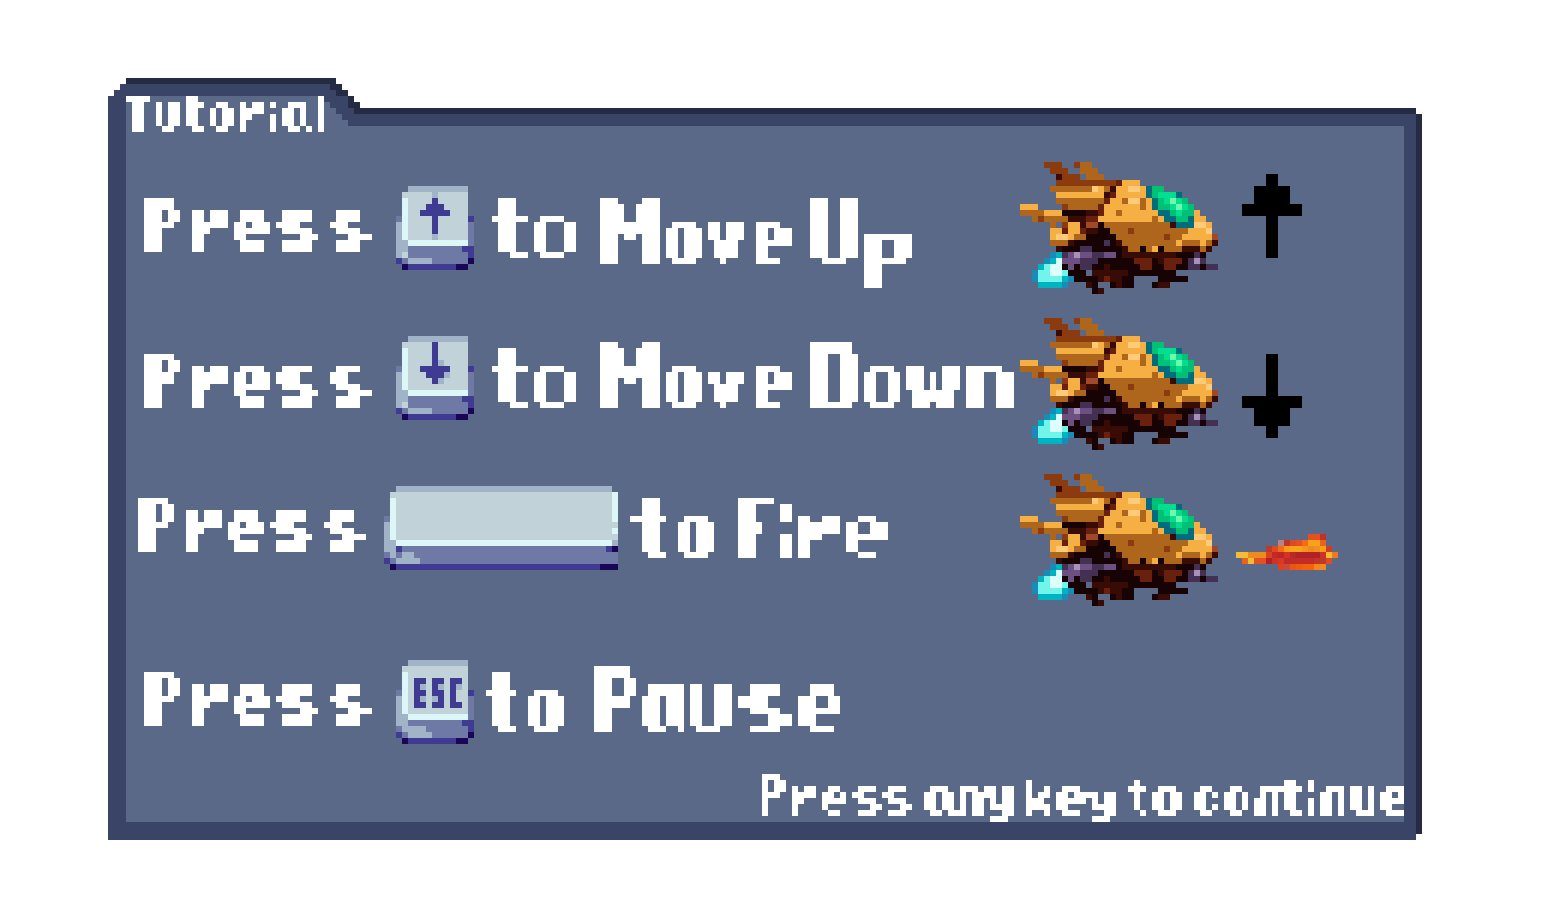 Tutorial
Press ↑ to Move Up
Press ↓ to Move Down
Press to Fire
Press ESC to Pause
Press any key to continue